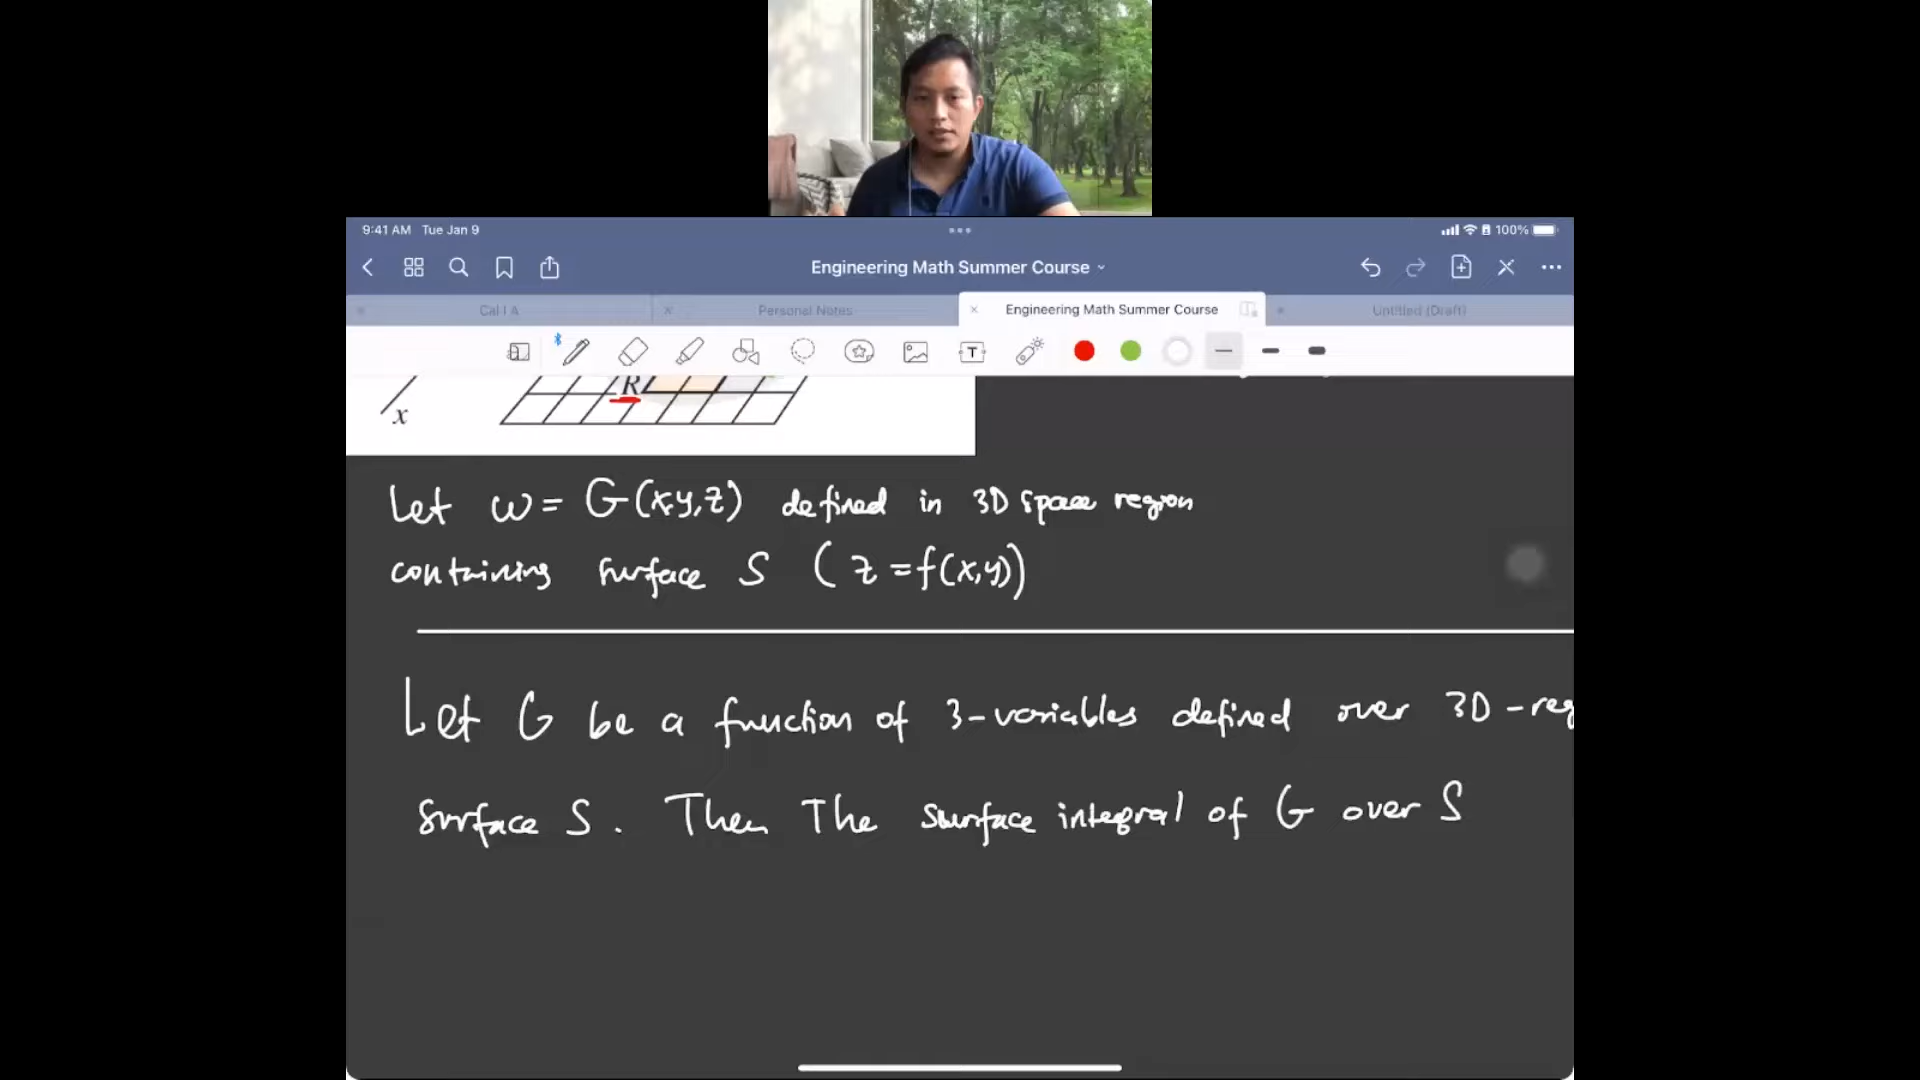 9:41 AM Tue Jan 9
100%
Engineering Math Summer Course
Cal I A
Personal Notes
Engineering Math Summer Course
Untitled (Draft)
T
R
x
Let w = G(x,y,z) defined in 3D space region
containing surface S ( z = f(x,y))
Let G be a function of 3-variables defined over 3D-reg
surface S. Then The surface integral of G over S